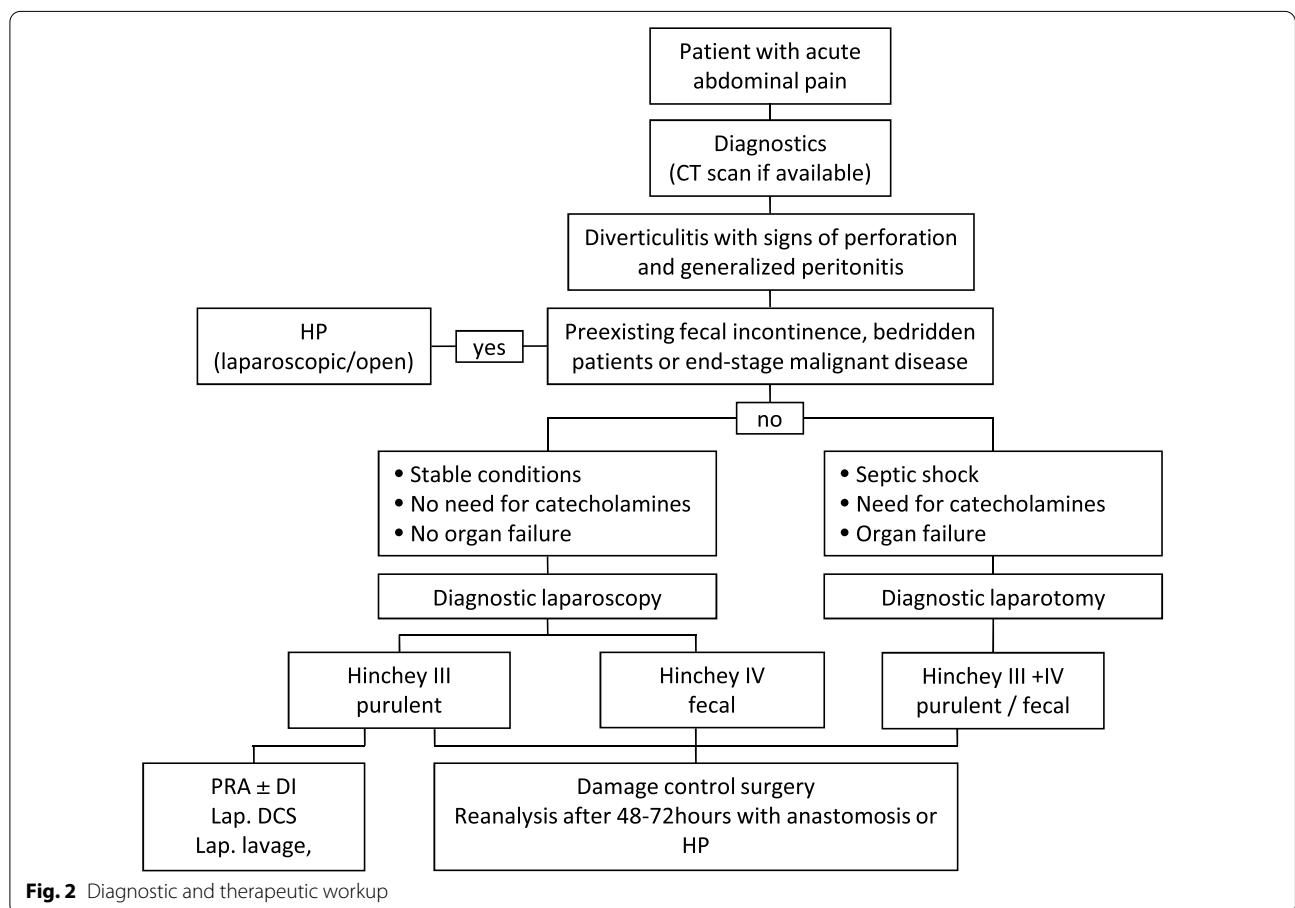 Patient with acute
abdominal pain
Diagnostics
(CT scan if available)
Diverticulitis with signs of perforation
and generalized peritonitis
HP
(laparoscopic/open)
yes
Preexisting fecal incontinence, bedridden
patients or end-stage malignant disease
no
• Stable conditions
• No need for catecholamines
• No organ failure
• Septic shock
• Need for catecholamines
• Organ failure
Diagnostic laparoscopy
Diagnostic laparotomy
Hinchey III
purulent
Hinchey IV
fecal
Hinchey III +IV
purulent / fecal
PRA ± DI
Lap. DCS
Lap. lavage,
Damage control surgery
Reanalysis after 48-72hours with anastomosis or
HP
Fig. 2 Diagnostic and therapeutic workup